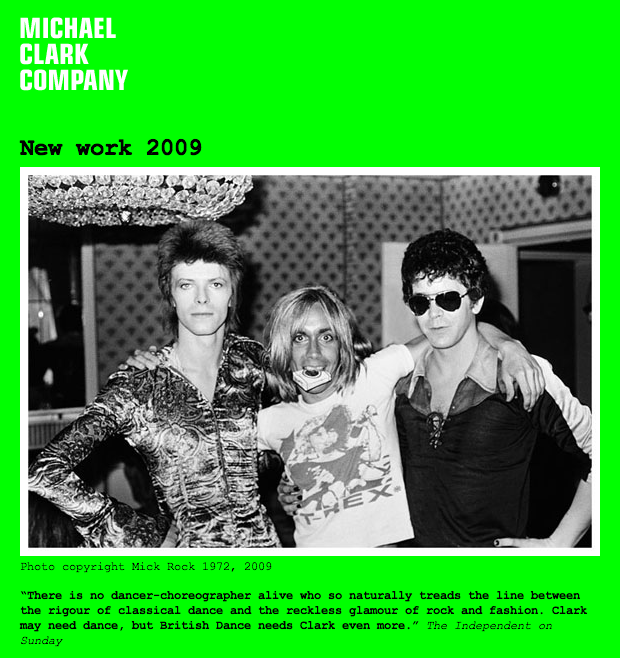 MICHAEL
CLARK
COMPANY
New work 2009
T-REX.
Photo copyright Mick Rock 1972, 2009
“There is no dancer-choreographer alive who so naturally treads the line between
the rigour of classical dance and the reckless glamour of rock and fashion. Clark
may need dance, but British Dance needs Clark even more.” The Independent on
Sunday